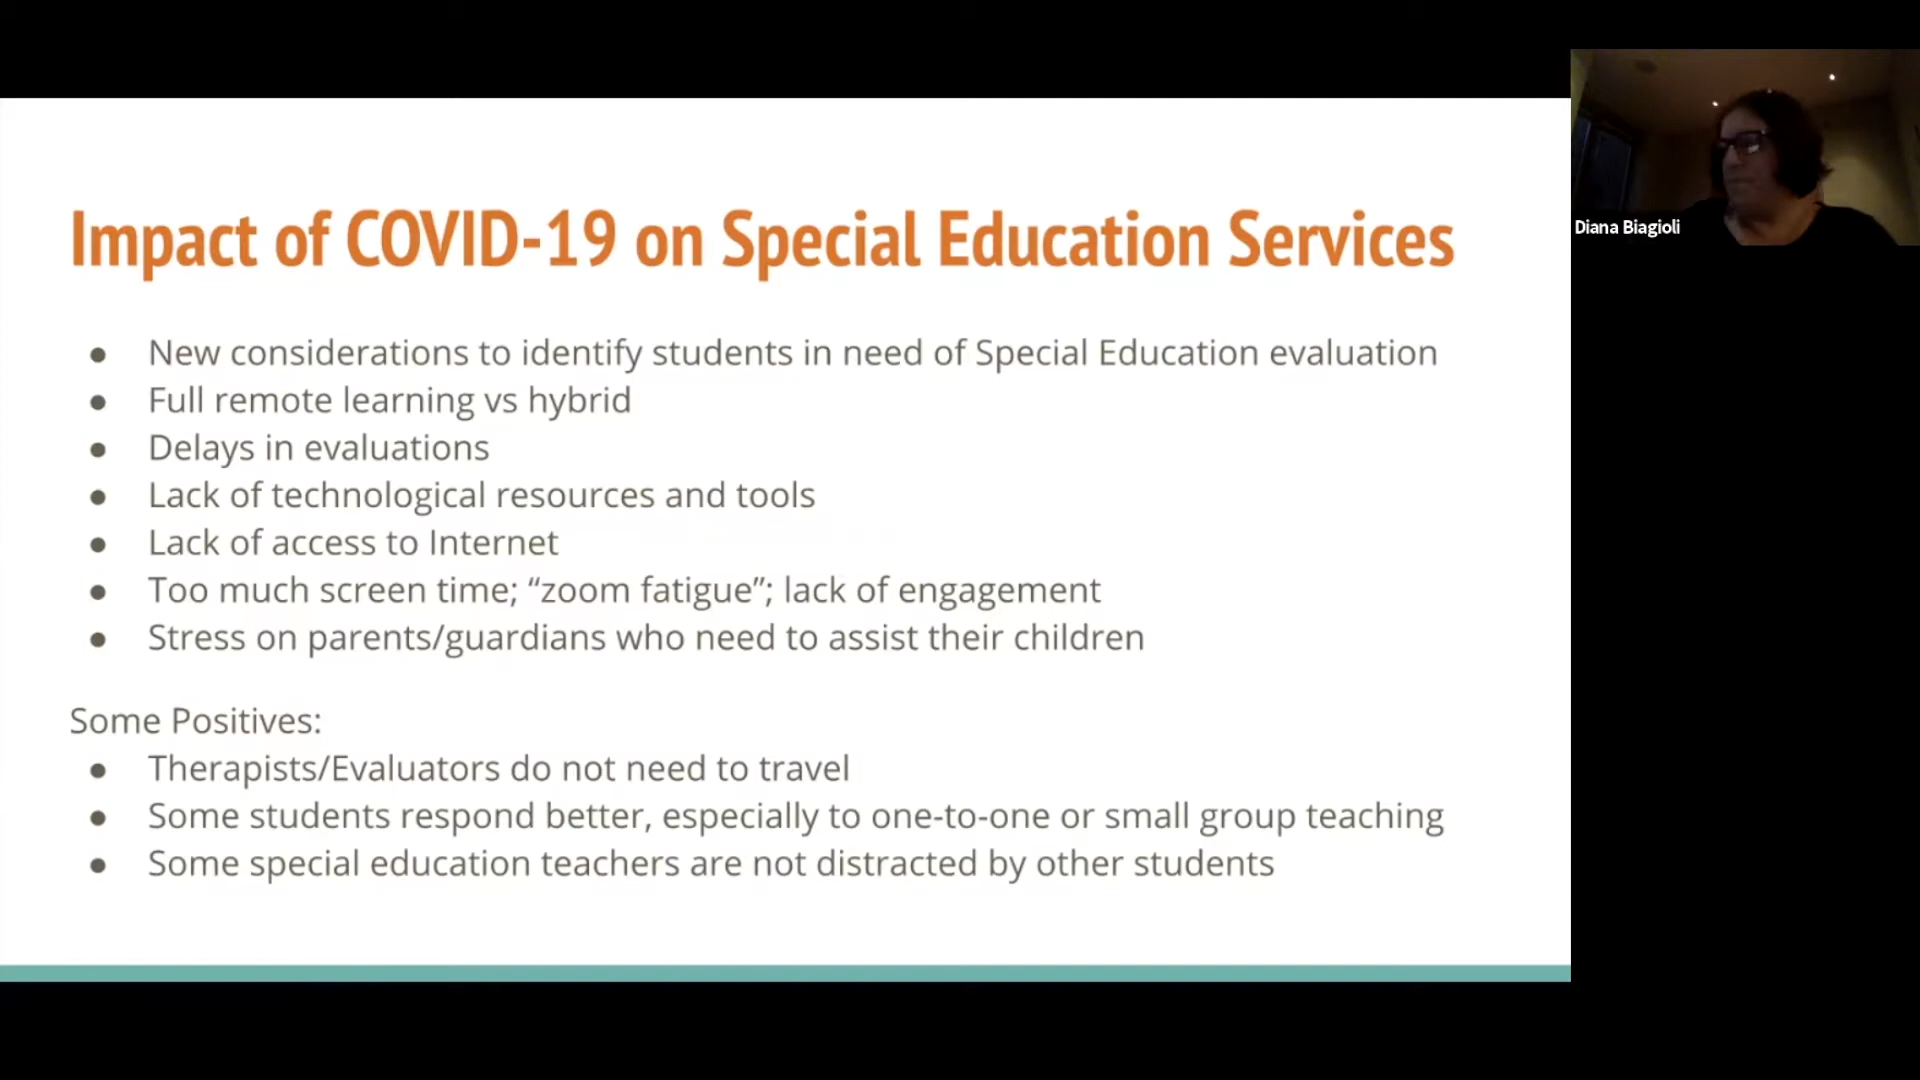 Impact of COVID-19 on Special Education Services
● New considerations to identify students in need of Special Education evaluation
● Full remote learning vs hybrid
● Delays in evaluations
● Lack of technological resources and tools
● Lack of access to Internet
● Too much screen time; “zoom fatigue”; lack of engagement
● Stress on parents/guardians who need to assist their children
Some Positives:
● Therapists/Evaluators do not need to travel
● Some students respond better, especially to one-to-one or small group teaching
● Some special education teachers are not distracted by other students
Diana Biagioli